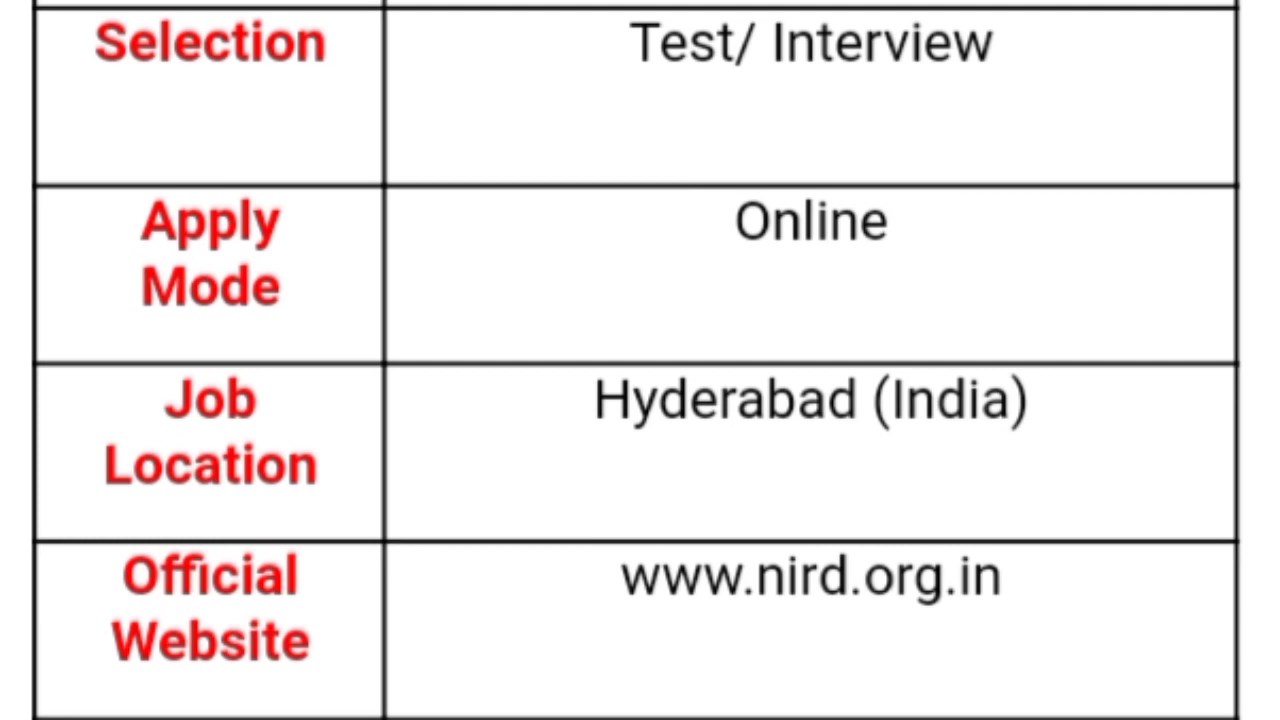 Selection
Test/ Interview
Apply
Mode
Online
Job
Location
Hyderabad (India)
Official
Website
www.nird.org.in